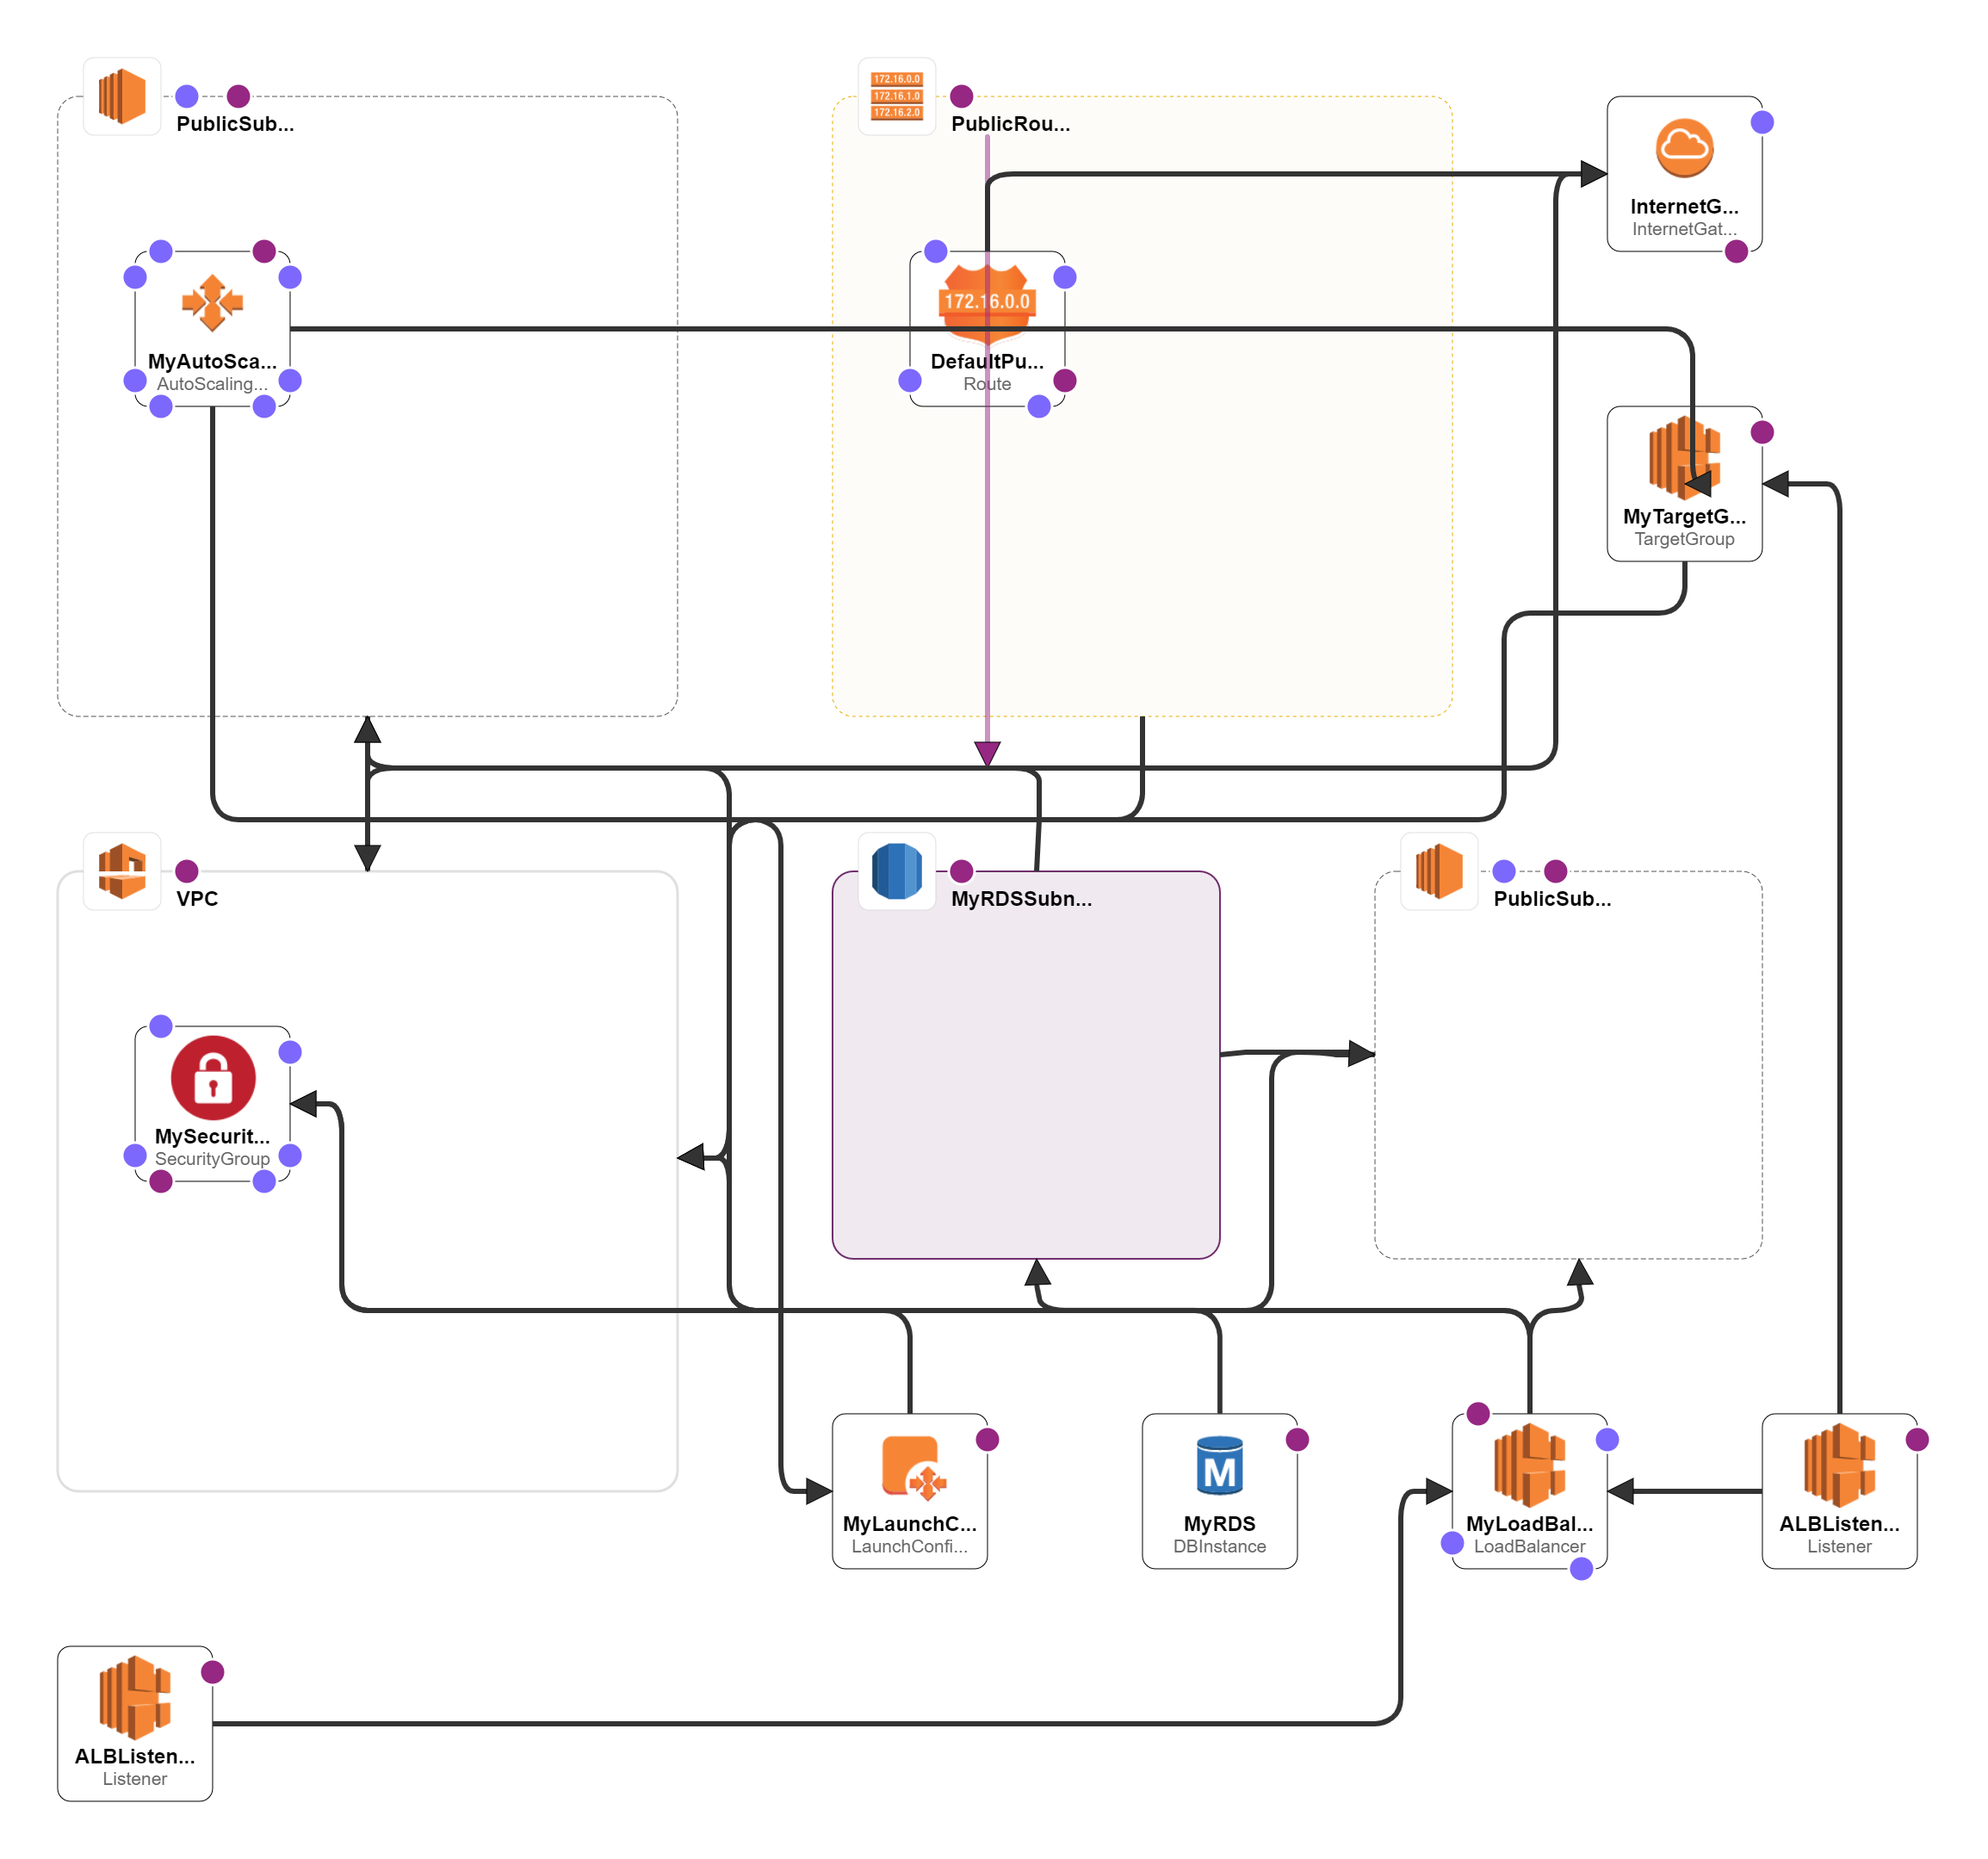 PublicSub...
172.16.0.0
172.16.1.0
172.16.2.0
PublicRou...
InternetG...
InternetGat...
MyAutoSca...
AutoScaling...
172.16.0.0
DefaultPu...
Route
MyTargetG...
TargetGroup
VPC
MyRDSSubn...
PublicSub...
MySecurit...
SecurityGroup
MyLaunchC...
LaunchConfi...
M
MyRDS
DBInstance
MyLoadBal...
LoadBalancer
ALBListen...
Listener
ALBListen...
Listener